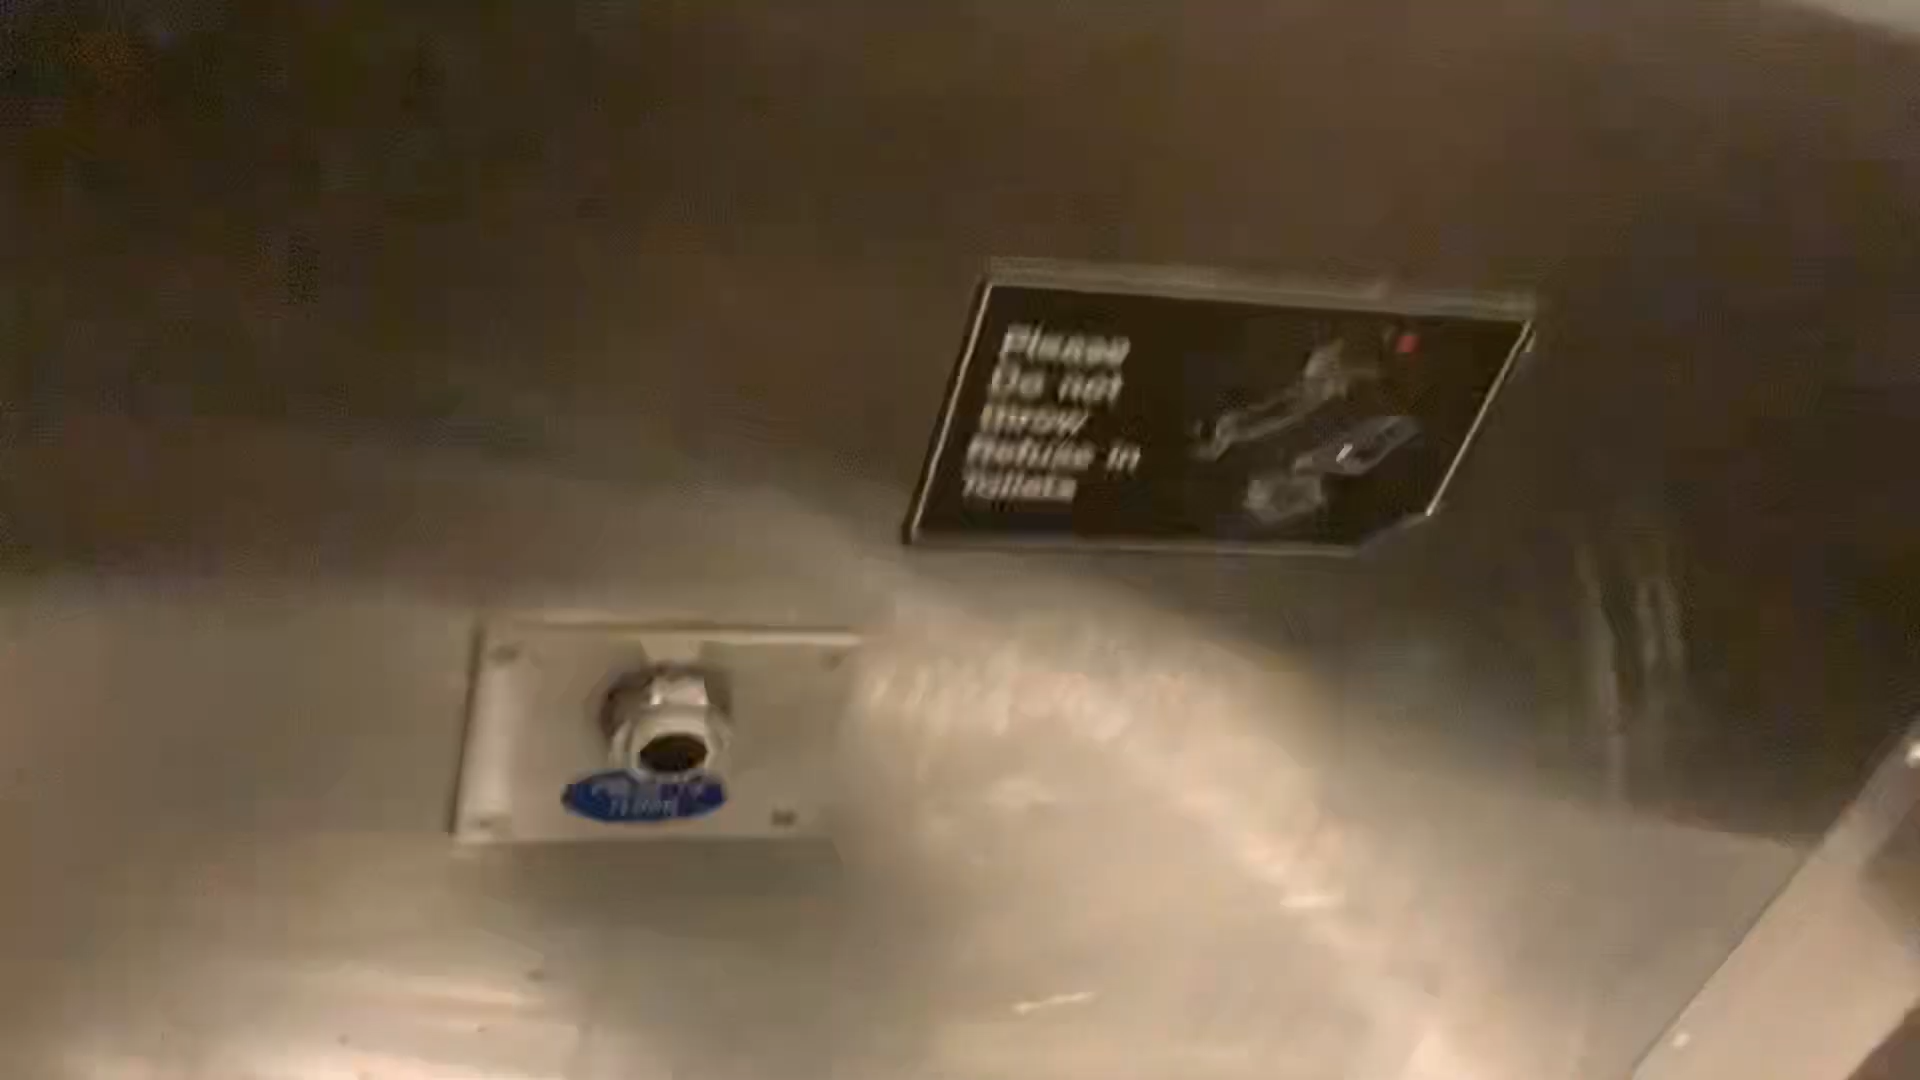 Please
Do not
throw
Refuse in
Toilets